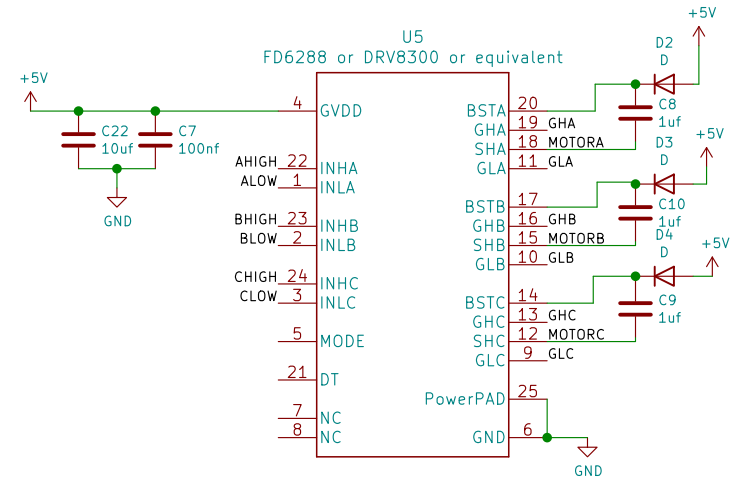 +5V
D2
D
U5
FD6288 or DRV8300 or equivalent
+5V
4
GVDD
C22
10uf
C7
100nf
GND
AHIGH 22 INHA
ALOW 1 INLA
BHIGH 23 INHB
BLOW 2 INLB
CHIGH 24 INHC
CLOW 3 INLC
5 MODE
21 DT
7 NC
8 NC
BSTA 20
GHA 19 GHA
SHA 18 MOTORA
GLA 11 GLA
C8
1uf
+5V
D3
D
BSTB 17
GHB 16 GHB
SHB 15 MOTORB
GLB 10 GLB
C10
1uf
D4
D
+5V
BSTC 14
GHC 13 GHC
SHC 12 MOTORC
GLC 9 GLC
C9
1uf
PowerPAD 25
GND 6
GND